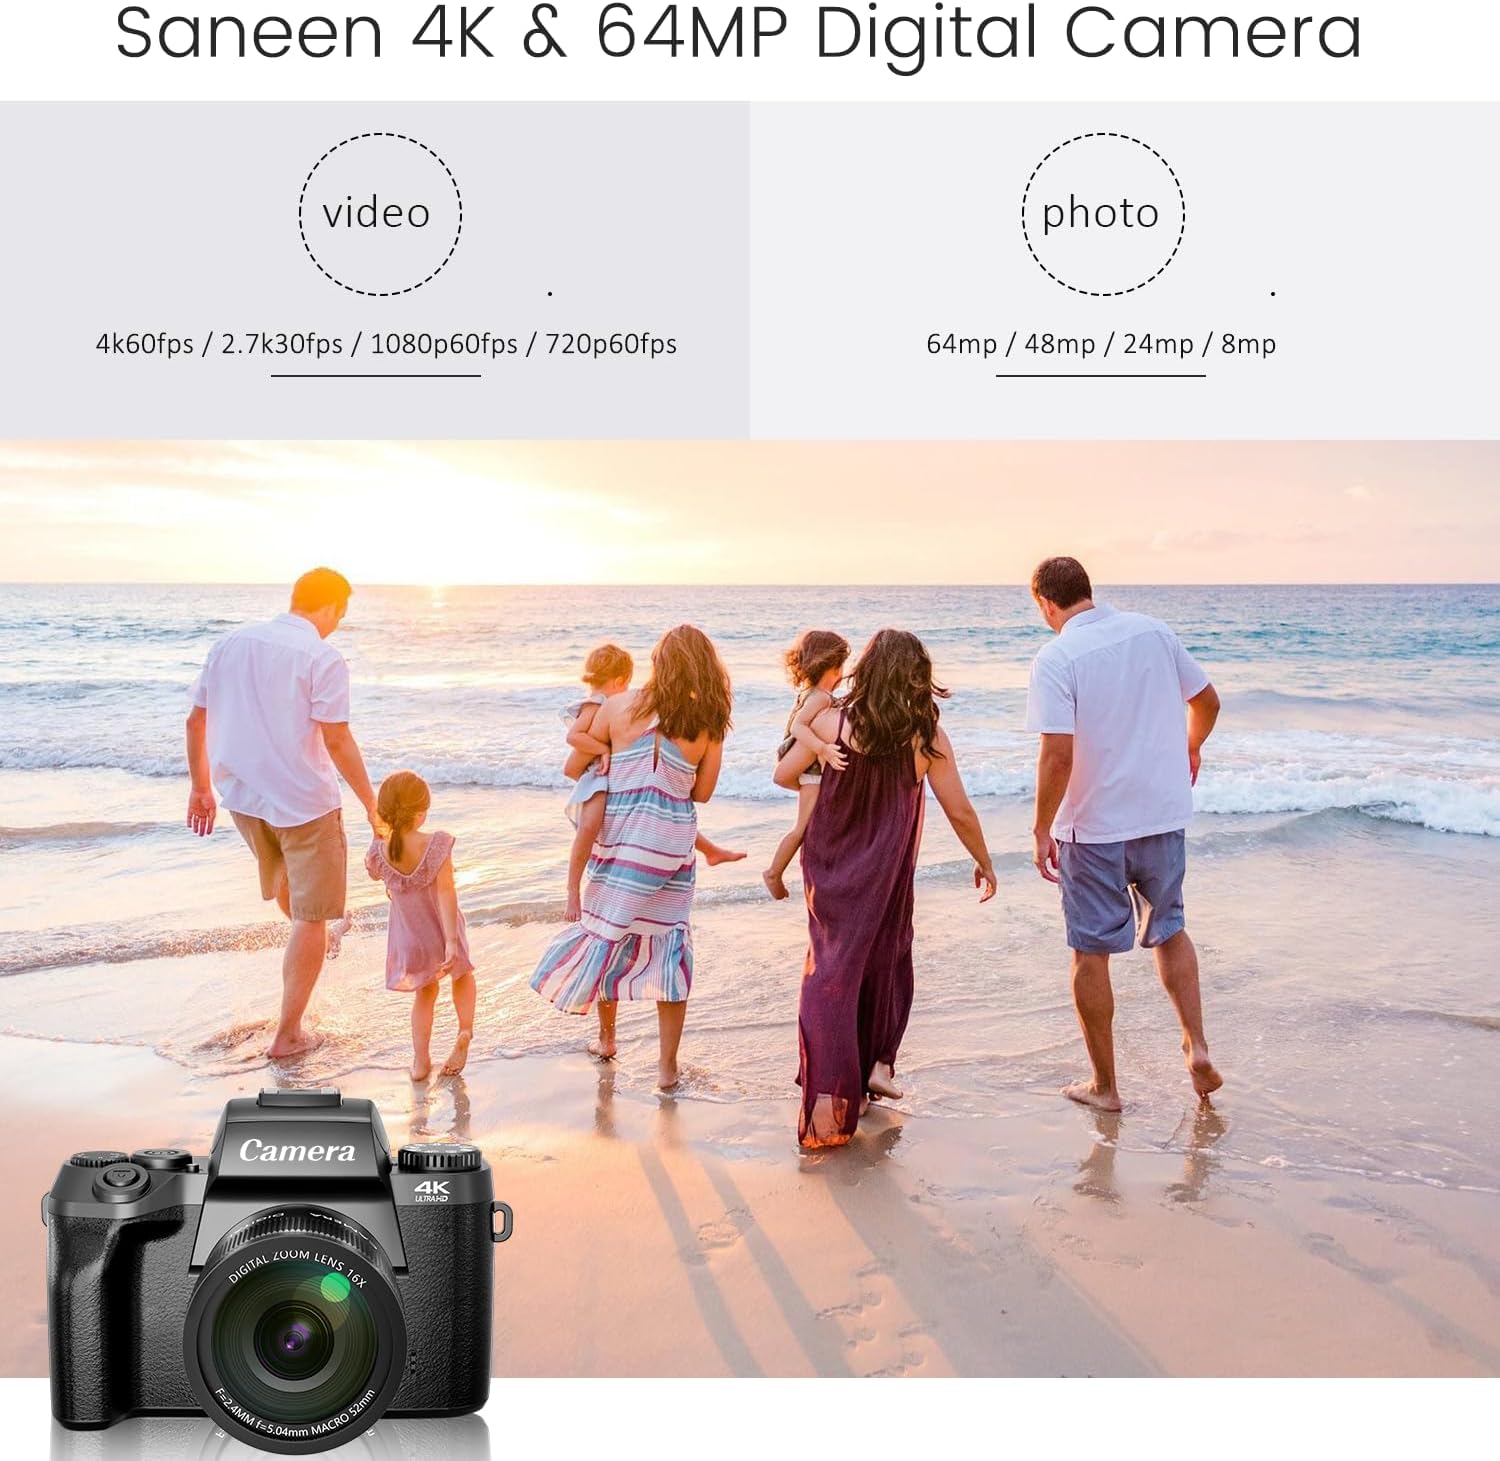 Saneen 4K & 64MP Digital Camera
video
photo
4k60fps / 2.7k30fps / 1080p60fps / 720p60fps
64mp / 48mp / 24mp / 8mp
Camera
4K
ULTRA HD
DIGITAL ZOOM LENS 16X
F=2.4MM f=5.04mm MACRO 52mm